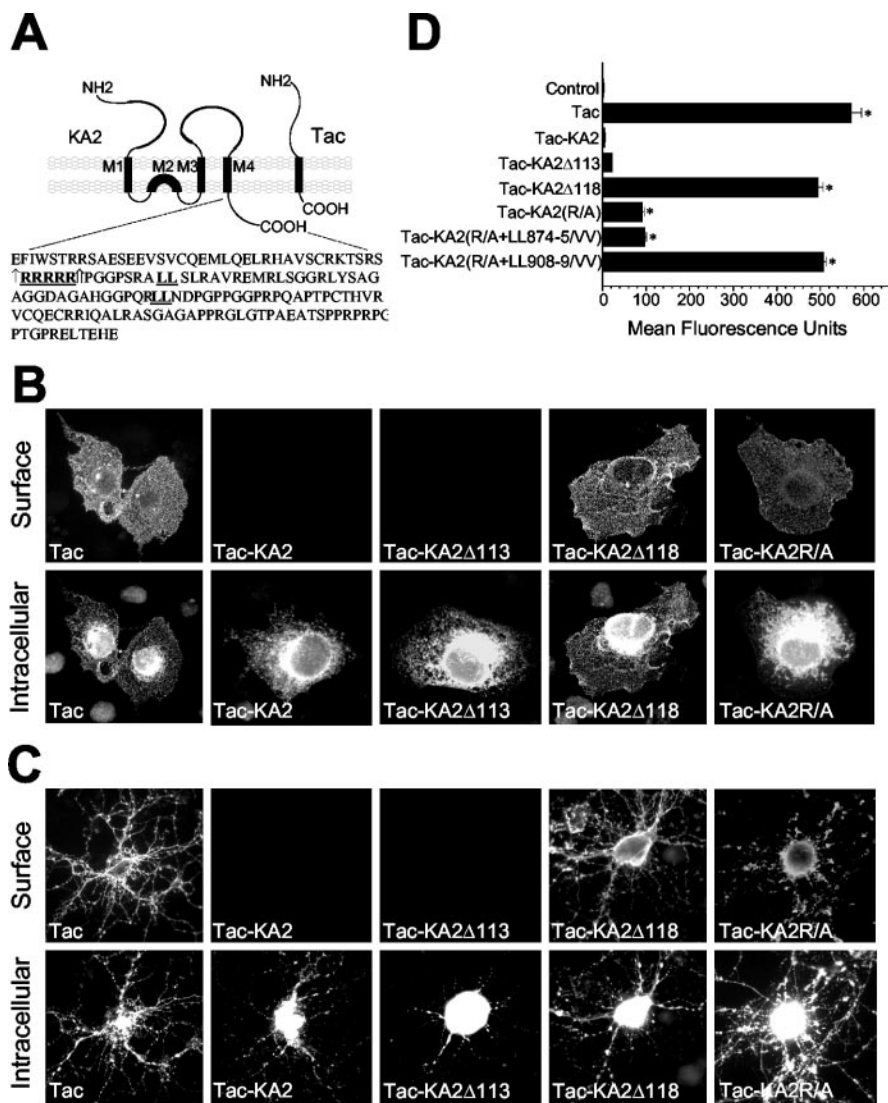 A
NH2
NH2
KA2
Tac
M1
M2
M3
M4
COOH
COOH
EFIWSTRRSAESEEVSVCQEMLQELRHAVSCRKTSRS
↑RRRRR↑PGGPSRALLSLRAVREMRLSGGRLYSAG
AGGDAGAHGGPQRLLNDPGPPGGPRPQAPTPCTHVR
VCQECRRIQALRASGAGAPPRGLGTPAEATSPPRPRPG
PTGPRELTEHE
D
Control
Tac
Tac-KA2
Tac-KA2Δ113
Tac-KA2Δ118
Tac-KA2(R/A)
Tac-KA2(R/A+LL874-5/VV)
Tac-KA2(R/A+LL908-9/VV)
*
*
*
*
*
0 100 200 300 400 500 600
Mean Fluorescence Units
B
Surface
Tac
Tac-KA2
Tac-KA2Δ113
Tac-KA2Δ118
Tac-KA2R/A
Intracellular
Tac
Tac-KA2
Tac-KA2Δ113
Tac-KA2Δ118
Tac-KA2R/A
C
Surface
Tac
Tac-KA2
Tac-KA2Δ113
Tac-KA2Δ118
Tac-KA2R/A
Intracellular
Tac
Tac-KA2
Tac-KA2Δ113
Tac-KA2Δ118
Tac-KA2R/A